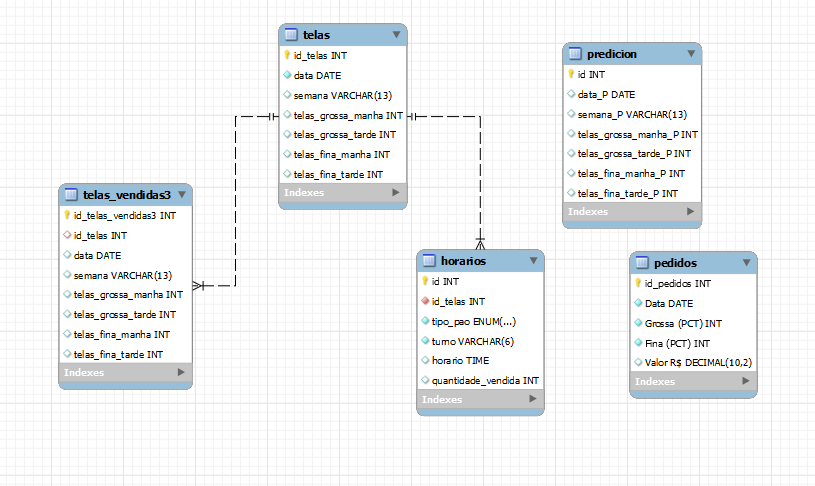 telas
id_telas INT
data DATE
semana VARCHAR(13)
telas_grossa_manha INT
telas_grossa_tarde INT
telas_fina_manha INT
telas_fina_tarde INT
Indexes
predicion
id INT
data_P DATE
semana_P VARCHAR(13)
telas_grossa_manha_P INT
telas_grossa_tarde_P INT
telas_fina_manha_P INT
telas_fina_tarde_P INT
Indexes
telas_vendidas3
id_telas_vendidas3 INT
id_telas INT
data DATE
semana VARCHAR(13)
telas_grossa_manha INT
telas_grossa_tarde INT
telas_fina_manha INT
telas_fina_tarde INT
Indexes
horarios
id INT
id_telas INT
tipo_pao ENUM(...)
turno VARCHAR(6)
horario TIME
quantidade_vendida INT
Indexes
pedidos
id_pedidos INT
Data DATE
Grossa (PCT) INT
Fina (PCT) INT
Valor R$ DECIMAL(10,2)
Indexes